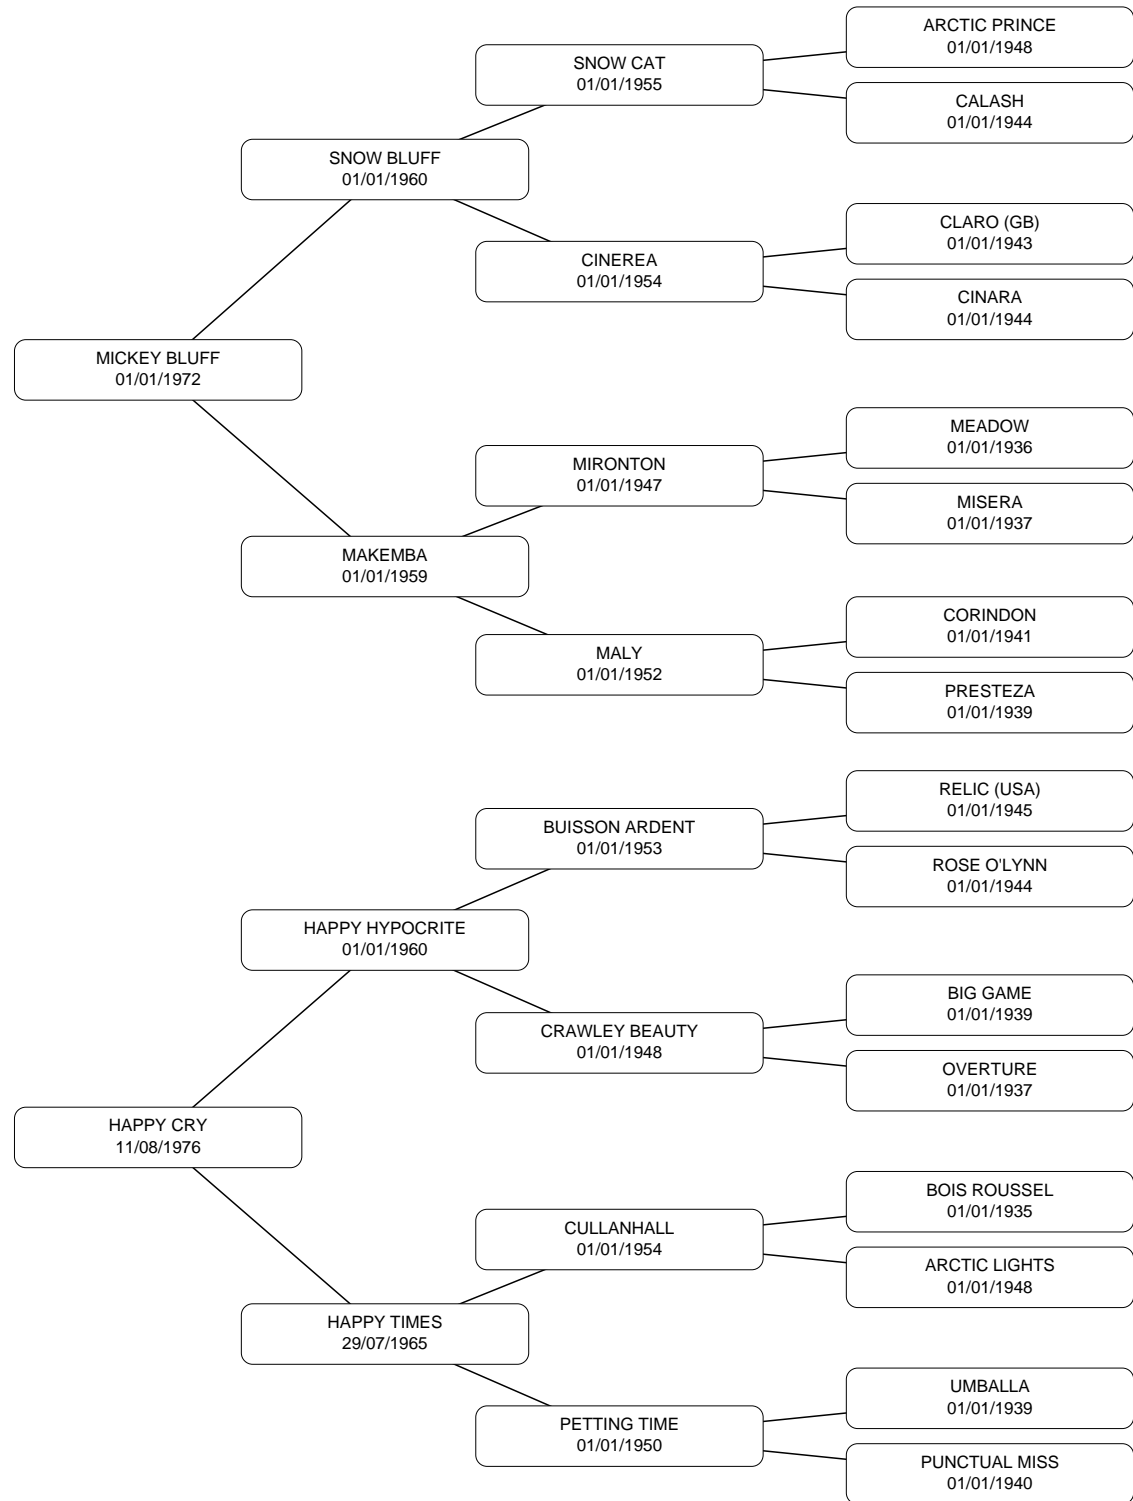 ARCTIC PRINCE
01/01/1948
SNOW CAT
01/01/1955
CALASH
01/01/1944
SNOW BLUFF
01/01/1960
CLARO (GB)
01/01/1943
CINEREA
01/01/1954
CINARA
01/01/1944
MICKEY BLUFF
01/01/1972
MEADOW
01/01/1936
MIRONTON
01/01/1947
MISERA
01/01/1937
MAKEMBA
01/01/1959
CORINDON
01/01/1941
MALY
01/01/1952
PRESTEZA
01/01/1939
RELIC (USA)
01/01/1945
BUISSON ARDENT
01/01/1953
ROSE O'LYNN
01/01/1944
HAPPY HYPOCRITE
01/01/1960
BIG GAME
01/01/1939
CRAWLEY BEAUTY
01/01/1948
OVERTURE
01/01/1937
HAPPY CRY
11/08/1976
BOIS ROUSSEL
01/01/1935
CULLANHALL
01/01/1954
ARCTIC LIGHTS
01/01/1948
HAPPY TIMES
29/07/1965
UMBALLA
01/01/1939
PETTING TIME
01/01/1950
PUNCTUAL MISS
01/01/1940